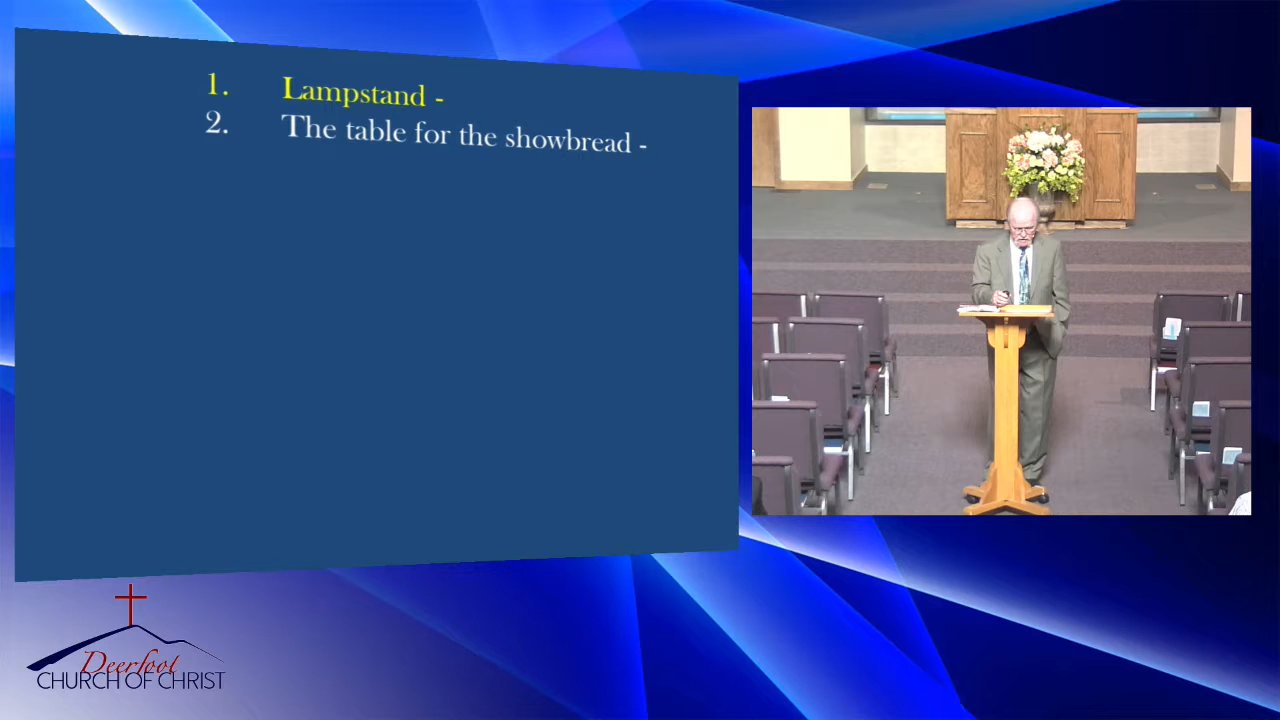 1. Lampstand -
2. The table for the showbread -
Deerfoot
CHURCH OF CHRIST